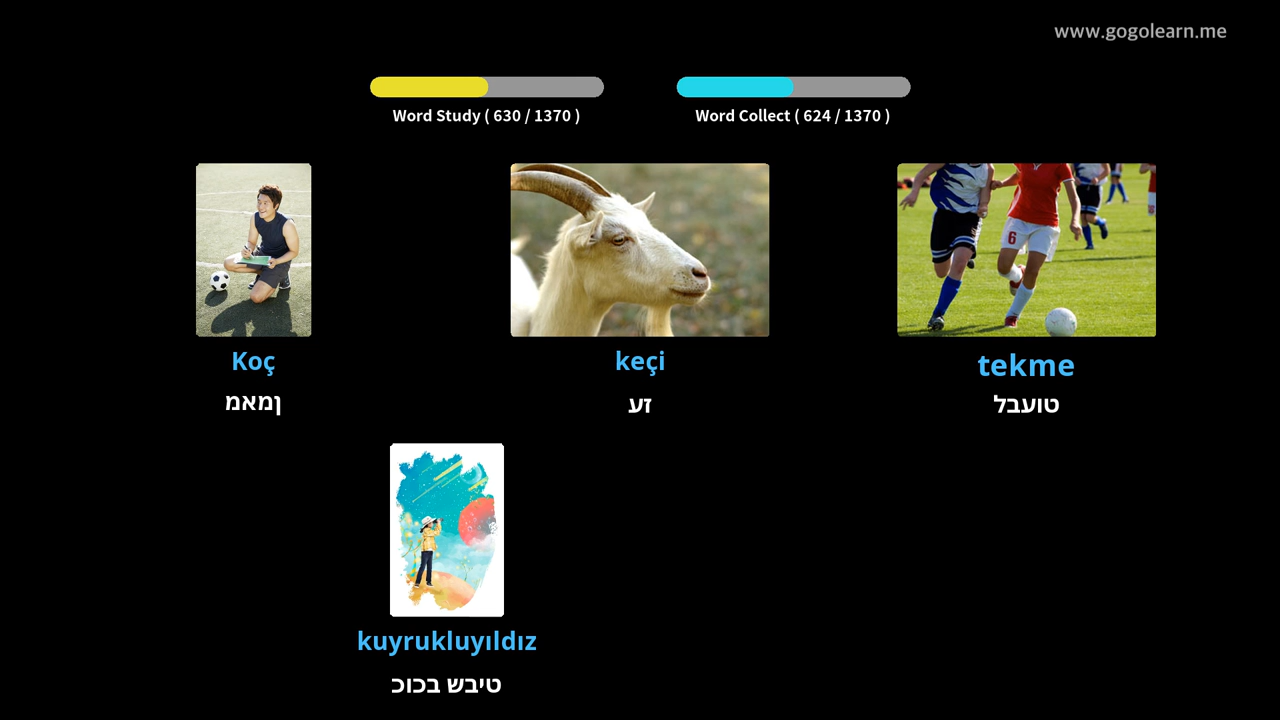 www.gogolearn.me
Word Study ( 630 / 1370 )
Word Collect ( 624 / 1370 )
Koç
ןמאמ
keçi
זע
tekme
טועבל
kuyrukluyıldız
טיבש בכוכ